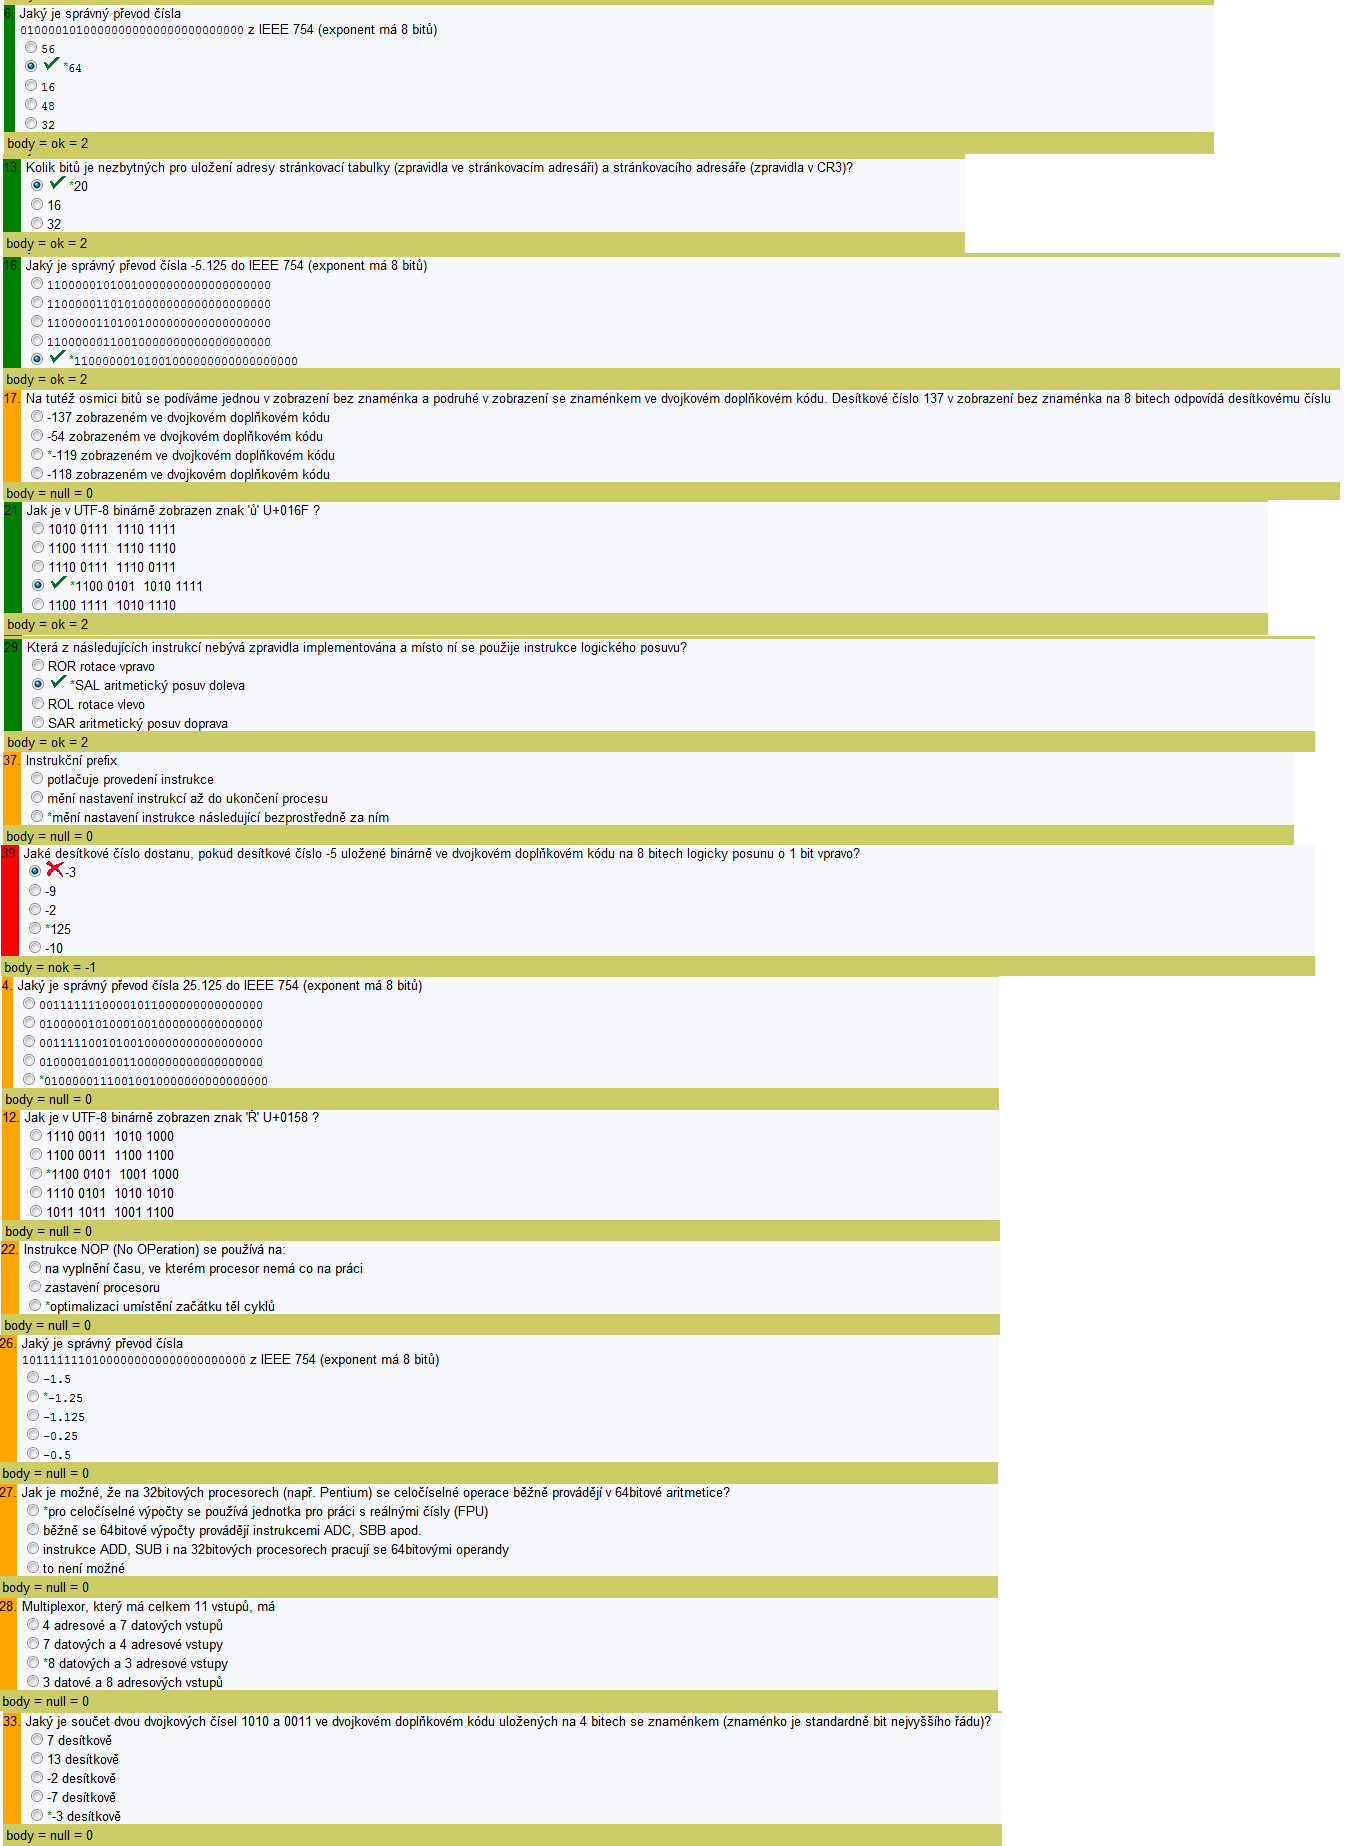 6. Jaký je správný převod čísla
01000010100000000000000000000000 z IEEE 754 (exponent má 8 bitů)
56
*64
16
48
32
body = ok = 2
13. Kolik bitů je nezbytných pro uložení adresy stránkovací tabulky (zpravidla ve stránkovacím adresáři) a stránkovacího adresáře (zpravidla v CR3)?
*20
16
32
body = ok = 2
16. Jaký je správný převod čísla -5.125 do IEEE 754 (exponent má 8 bitů)
11000001010010000000000000000000
11000001101010000000000000000000
11000001101001000000000000000000
11000000110010000000000000000000
*11000000101001000000000000000000
body = ok = 2
17. Na tutéž osmici bitů se podíváme jednou v zobrazení bez znaménka a podruhé v zobrazení se znaménkem ve dvojkovém doplňkovém kódu. Desítkové číslo 137 v zobrazení bez znaménka na 8 bitech odpovídá desítkovému číslu
-137 zobrazeném ve dvojkovém doplňkovém kódu
-54 zobrazeném ve dvojkovém doplňkovém kódu
*-119 zobrazeném ve dvojkovém doplňkovém kódu
-118 zobrazeném ve dvojkovém doplňkovém kódu
body = null = 0
21. Jak je v UTF-8 binárně zobrazen znak 'ů' U+016F ?
1010 0111 1110 1111
1100 1111 1110 1110
1110 0111 1110 0111
*1100 0101 1010 1111
1100 1111 1010 1110
body = ok = 2
29. Která z následujících instrukcí nebývá zpravidla implementována a místo ní se použije instrukce logického posuvu?
ROR rotace vpravo
*SAL aritmetický posuv doleva
ROL rotace vlevo
SAR aritmetický posuv doprava
body = ok = 2
37. Instrukční prefix
potlačuje provedení instrukce
mění nastavení instrukcí až do ukončení procesu
*mění nastavení instrukce následující bezprostředně za ním
body = null = 0
39. Jaké desítkové číslo dostanu, pokud desítkové číslo -5 uložené binárně ve dvojkovém doplňkovém kódu na 8 bitech logicky posunu o 1 bit vpravo?
-3
-9
-2
*125
-10
body = nok = -1
4. Jaký je správný převod čísla 25.125 do IEEE 754 (exponent má 8 bitů)
00111111100001011000000000000000
01000001010001001000000000000000
00111110010100100000000000000000
01000010010011000000000000000000
*01000001110010010000000000000000
body = null = 0
12. Jak je v UTF-8 binárně zobrazen znak 'Ř' U+0158 ?
1110 0011 1010 1000
1100 0011 1100 1100
*1100 0101 1001 1000
1110 0101 1010 1010
1011 1011 1001 1100
body = null = 0
22. Instrukce NOP (No OPeration) se používá na:
na vyplnění času, ve kterém procesor nemá co na práci
zastavení procesoru
*optimalizaci umístění začátku těl cyklů
body = null = 0
26. Jaký je správný převod čísla
10111111101000000000000000000000 z IEEE 754 (exponent má 8 bitů)
-1.5
*-1.25
-1.125
-0.25
-0.5
body = null = 0
27. Jak je možné, že na 32bitových procesorech (např. Pentium) se celočíselné operace běžně provádějí v 64bitové aritmetice?
*pro celočíselné výpočty se používá jednotka pro práci s reálnými čísly (FPU)
běžně se 64bitové výpočty provádějí instrukcemi ADC, SBB apod.
instrukce ADD, SUB i na 32bitových procesorech pracují se 64bitovými operandy
to není možné
body = null = 0
28. Multiplexor, který má celkem 11 vstupů, má
4 adresové a 7 datových vstupů
7 datových a 4 adresové vstupy
*8 datových a 3 adresové vstupy
3 datové a 8 adresových vstupů
body = null = 0
33. Jaký je součet dvou dvojkových čísel 1010 a 0011 ve dvojkovém doplňkovém kódu uložených na 4 bitech se znaménkem (znaménko je standardně bit nejvyššího řádu)?
7 desítkově
13 desítkově
-2 desítkově
-7 desítkově
*-3 desítkově
body = null = 0